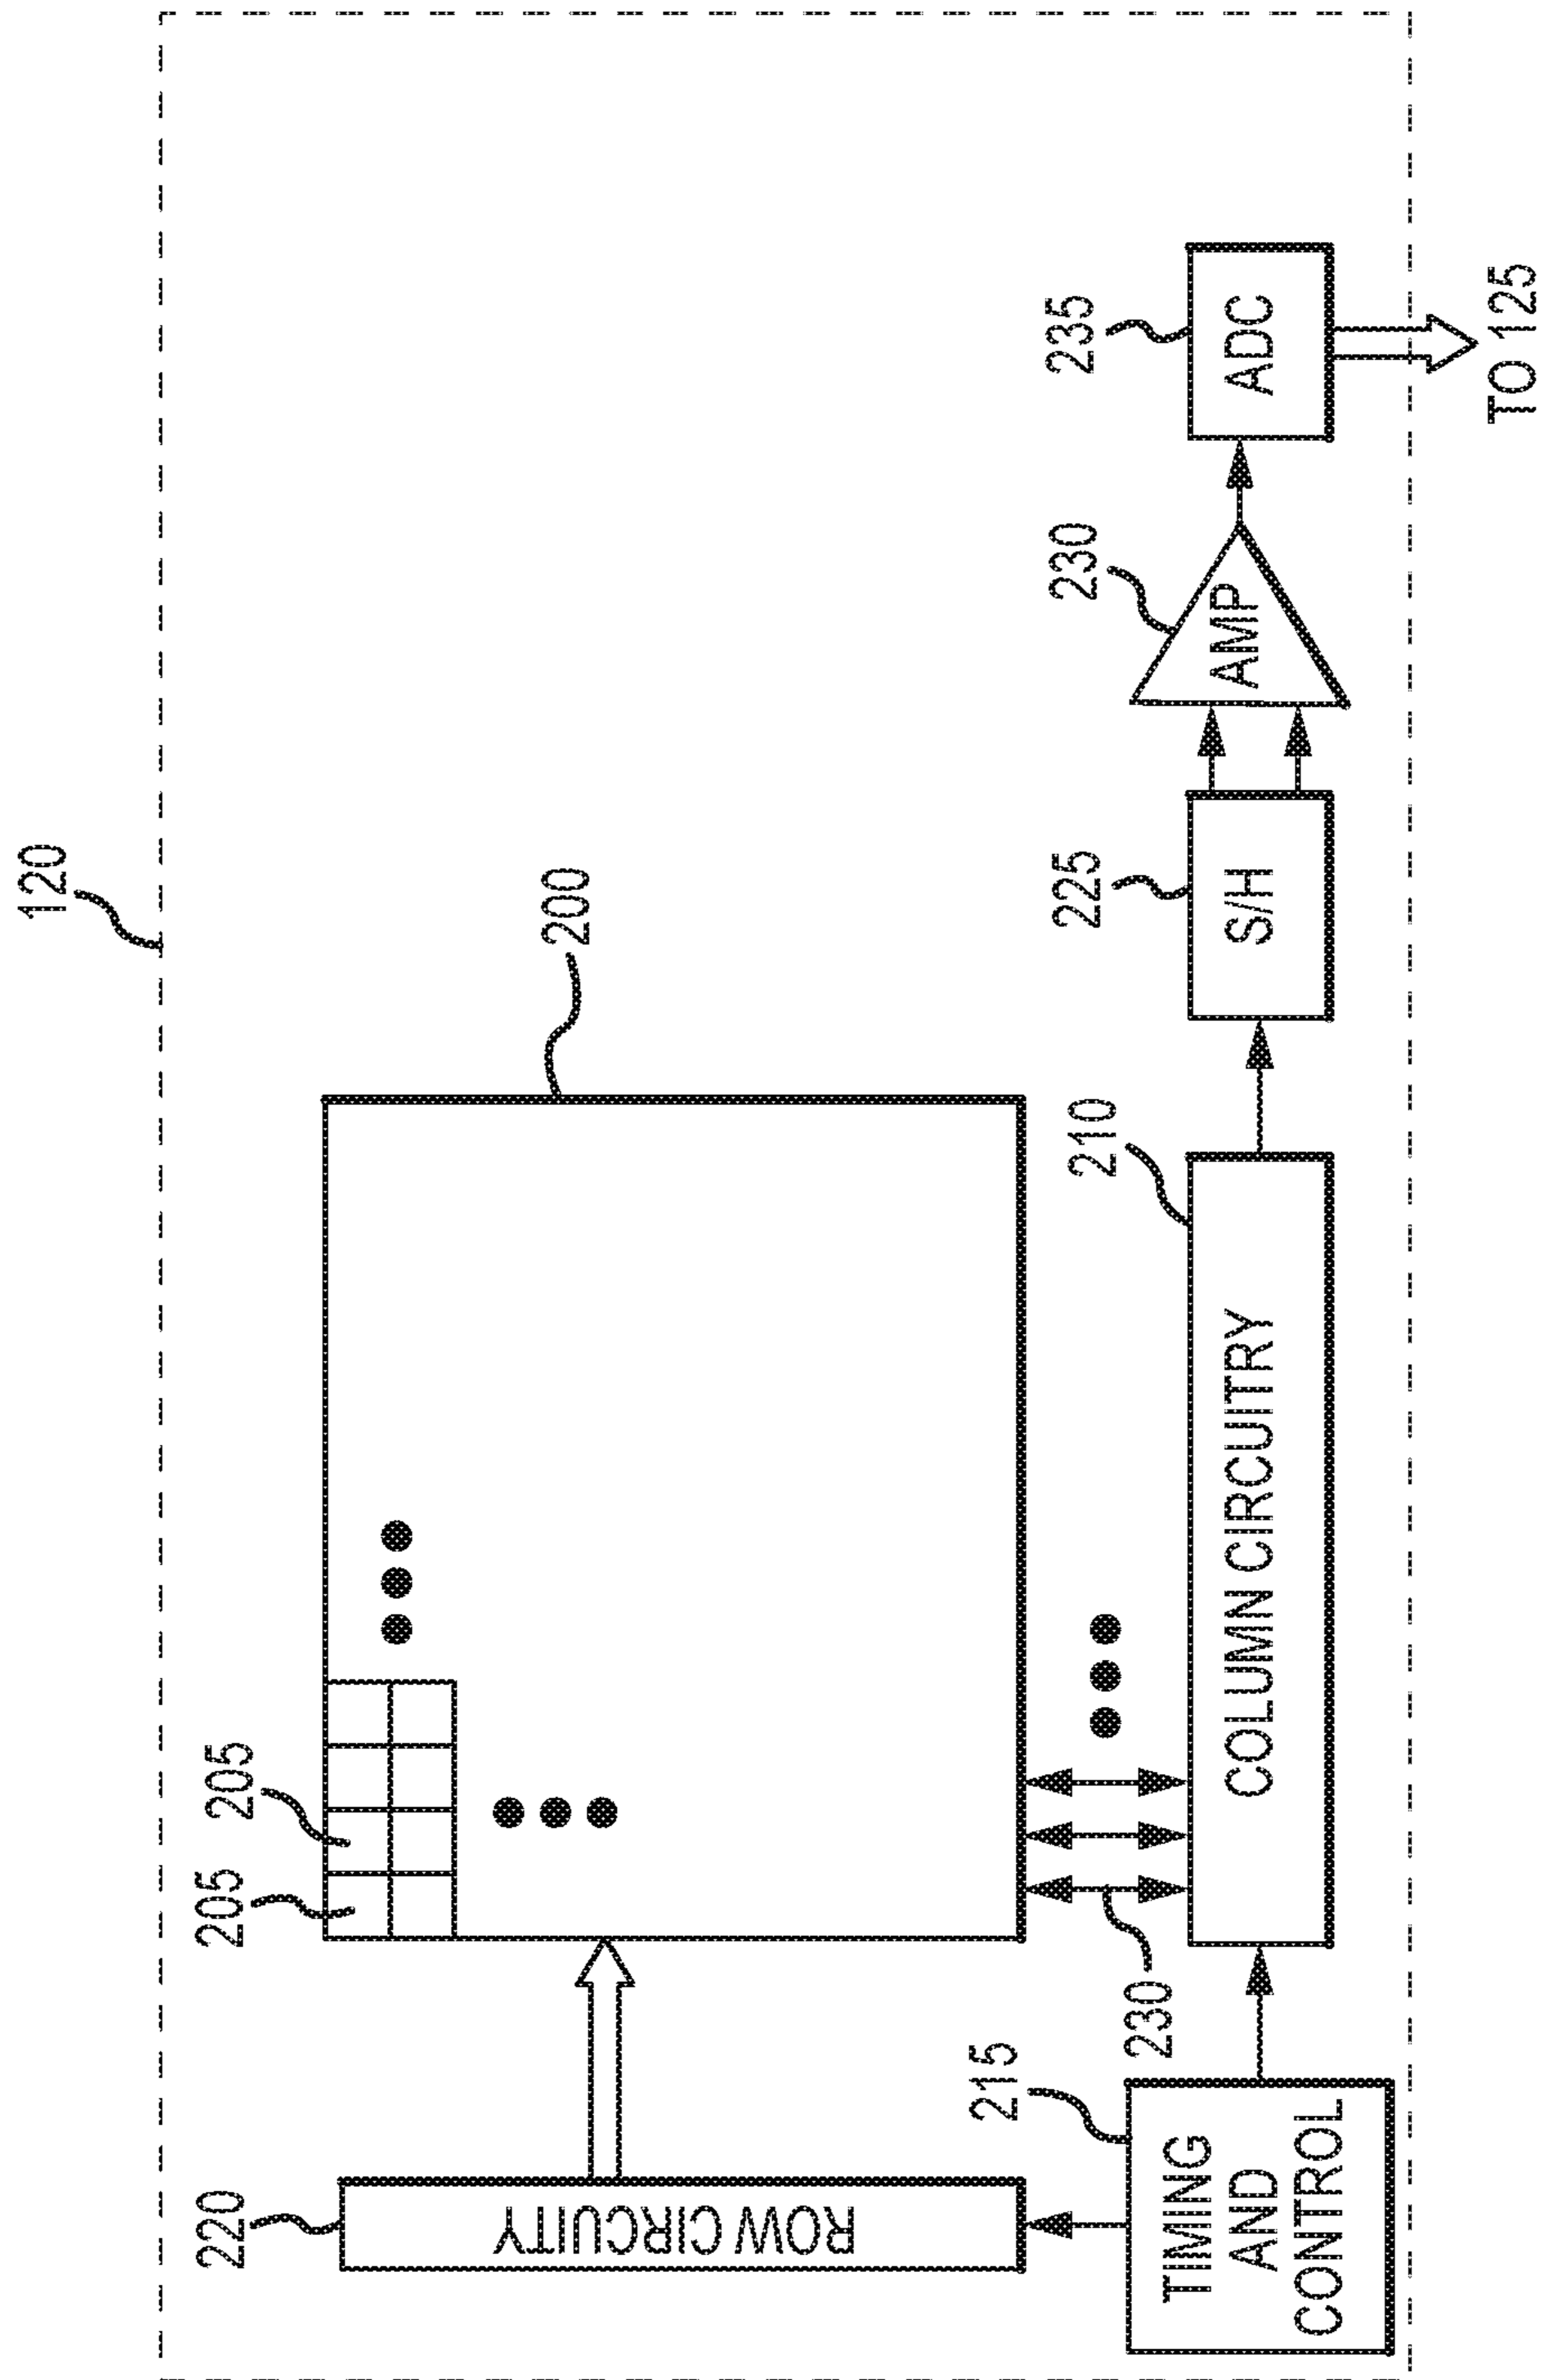 120
200
205
205
220
ROW CIRCUITY
215
TIMING
AND
CONTROL
230
210
COLUMN CIRCUITRY
225
S/H
230
AMP
235
ADC
TO 125